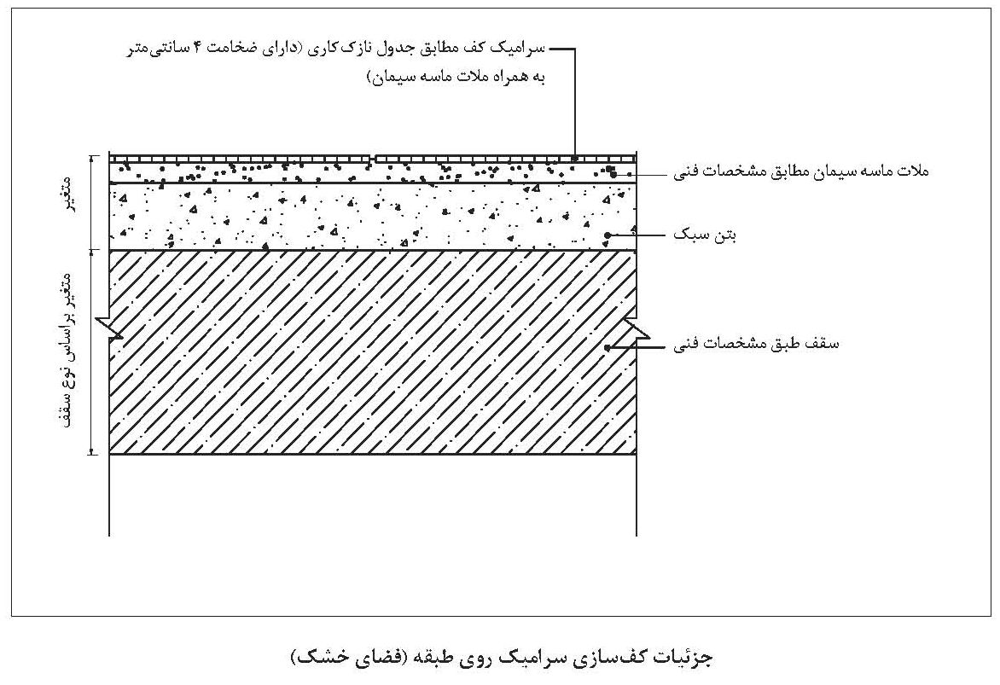 سرامیک کف مطابق جدول نازک‌کاری (دارای ضخامت ۴ سانتی‌متر
به همراه ملات ماسه سیمان)
ملات ماسه سیمان مطابق مشخصات فنی
متغیر
بتن سبک
متغیر براساس نوع سقف
سقف طبق مشخصات فنی
جزئیات کف‌سازی سرامیک روی طبقه (فضای خشک)